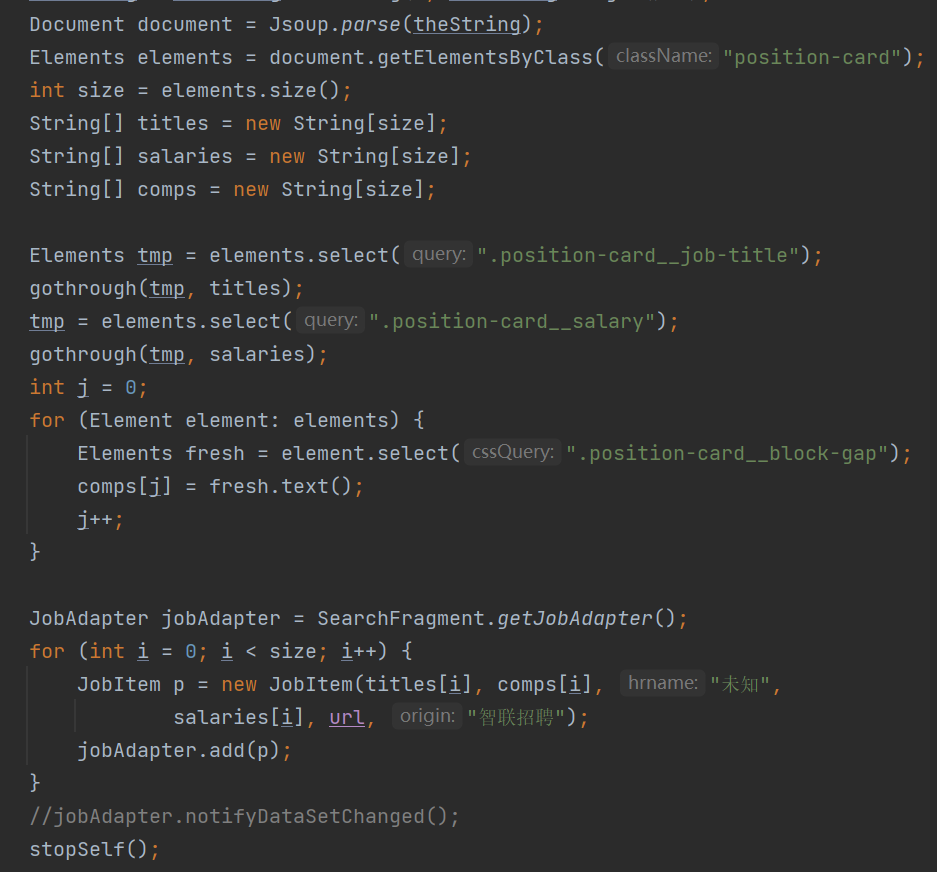 Document document = Jsoup.parse(theString);
Elements elements = document.getElementsByClass( className: "position-card");
int size = elements.size();
String[] titles = new String[size];
String[] salaries = new String[size];
String[] comps = new String[size];
Elements tmp = elements.select( query: ".position-card__job-title");
gothrough(tmp, titles);
tmp = elements.select( query: ".position-card__salary");
gothrough(tmp, salaries);
int j = 0;
for (Element element: elements) {
Elements fresh = element.select( cssQuery: ".position-card__block-gap");
comps[j] = fresh.text();
j++;
}
JobAdapter jobAdapter = SearchFragment.getJobAdapter();
for (int i = 0; i < size; i++) {
JobItem p = new JobItem(titles[i], comps[i], hrname: "未知",
salaries[i], url, origin: "智联招聘");
jobAdapter.add(p);
}
//jobAdapter.notifyDataSetChanged();
stopSelf();